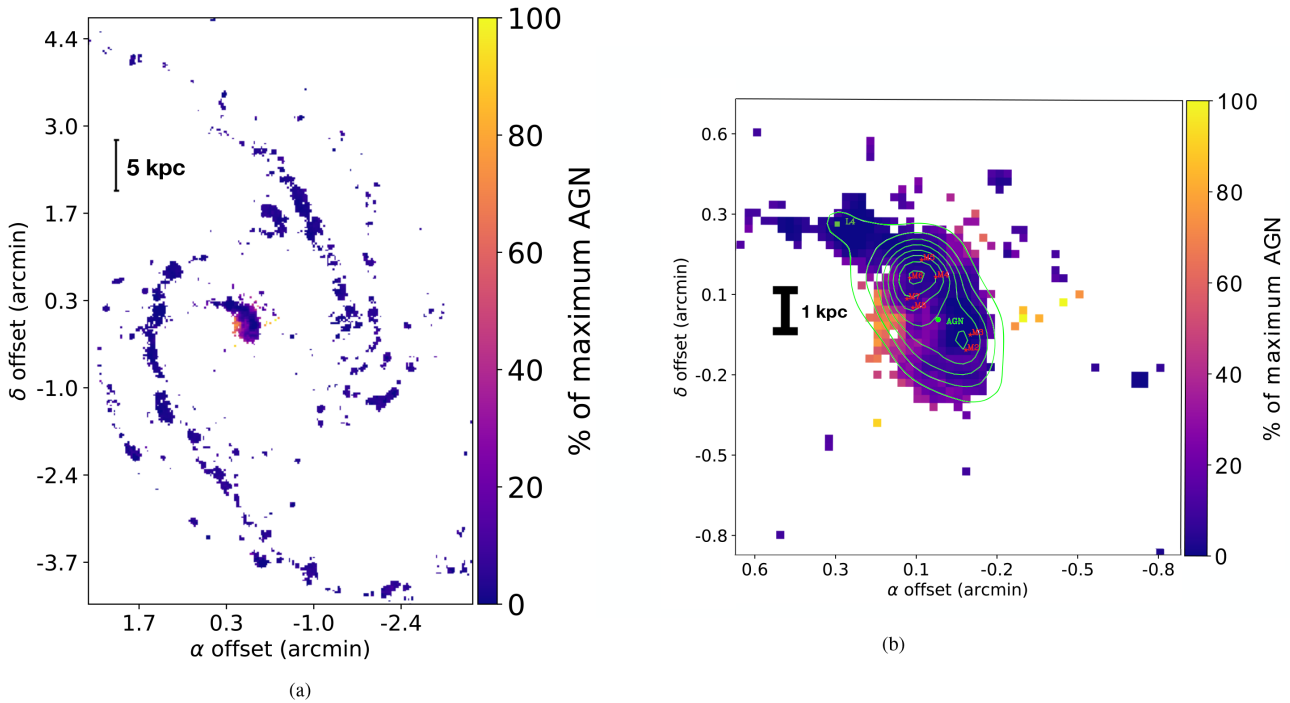 4.4
3.0
1.7
0.3
-1.0
-2.4
-3.7
δ offset (arcmin)
5 kpc
1.7 0.3 -1.0 -2.4
α offset (arcmin)
100
80
60
40
20
0
% of maximum AGN
(a)
0.6
0.3
0.1
-0.2
-0.5
-0.8
δ offset (arcmin)
1 kpc
L4
AGN
M3
M2
0.6 0.3 0.1 -0.2 -0.5 -0.8
α offset (arcmin)
100
80
60
40
20
0
% of maximum AGN
(b)